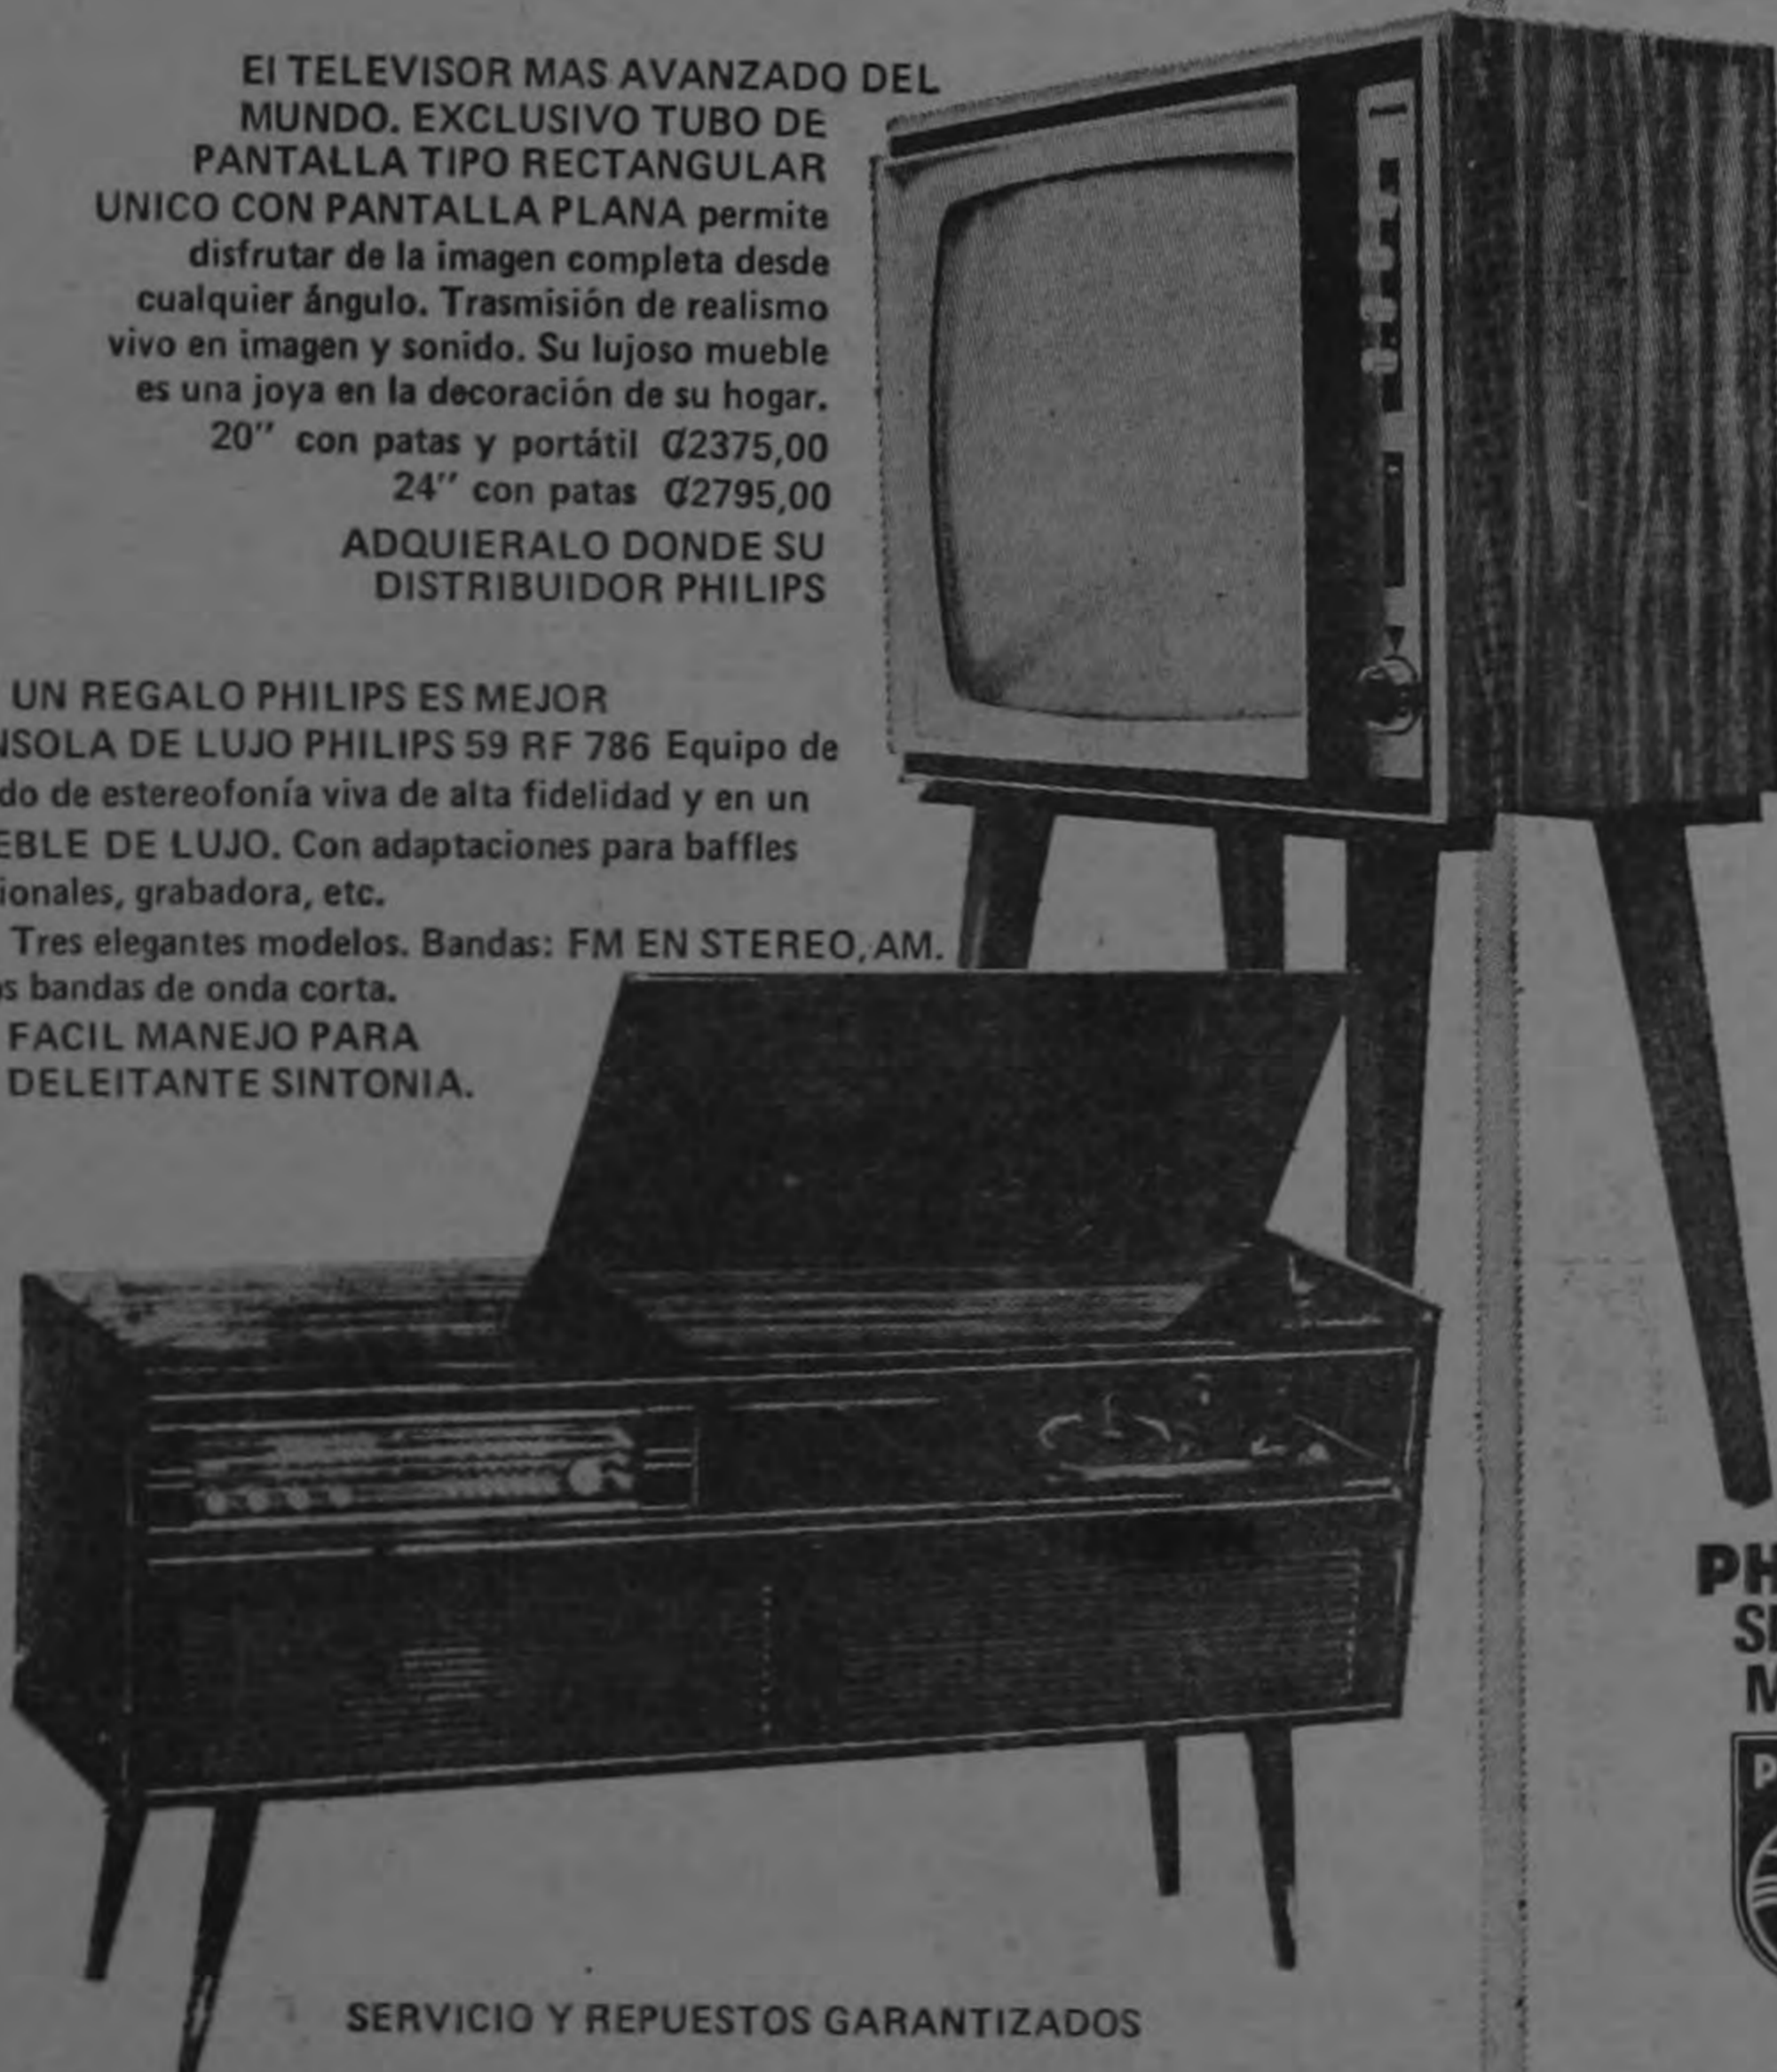 El TELEVISOR MAS AVANZADO DEL
MUNDO. EXCLUSIVO TUBO DE
PANTALLA TIPO RECTANGULAR
UNICO CON PANTALLA PLANA permite
disfrutar de la imagen completa desde
cualquier ángulo. Trasmisión de realismo
vivo en imagen y sonido. Su lujoso mueble
es una joya en la decoración de su hogar.
20" con patas y portátil ₡2375,00
24" con patas ₡2795,00
ADQUIERALO DONDE SU
DISTRIBUIDOR PHILIPS
UN REGALO PHILIPS ES MEJOR
NSOLA DE LUJO PHILIPS 59 RF 786 Equipo de
do de estereofonía viva de alta fidelidad y en un
EBLE DE LUJO. Con adaptaciones para baffles
ionales, grabadora, etc.
Tres elegantes modelos. Bandas: FM EN STEREO, AM.
s bandas de onda corta.
FACIL MANEJO PARA
DELEITANTE SINTONIA.
PH
SI
M
P
SERVICIO Y REPUESTOS GARANTIZADOS